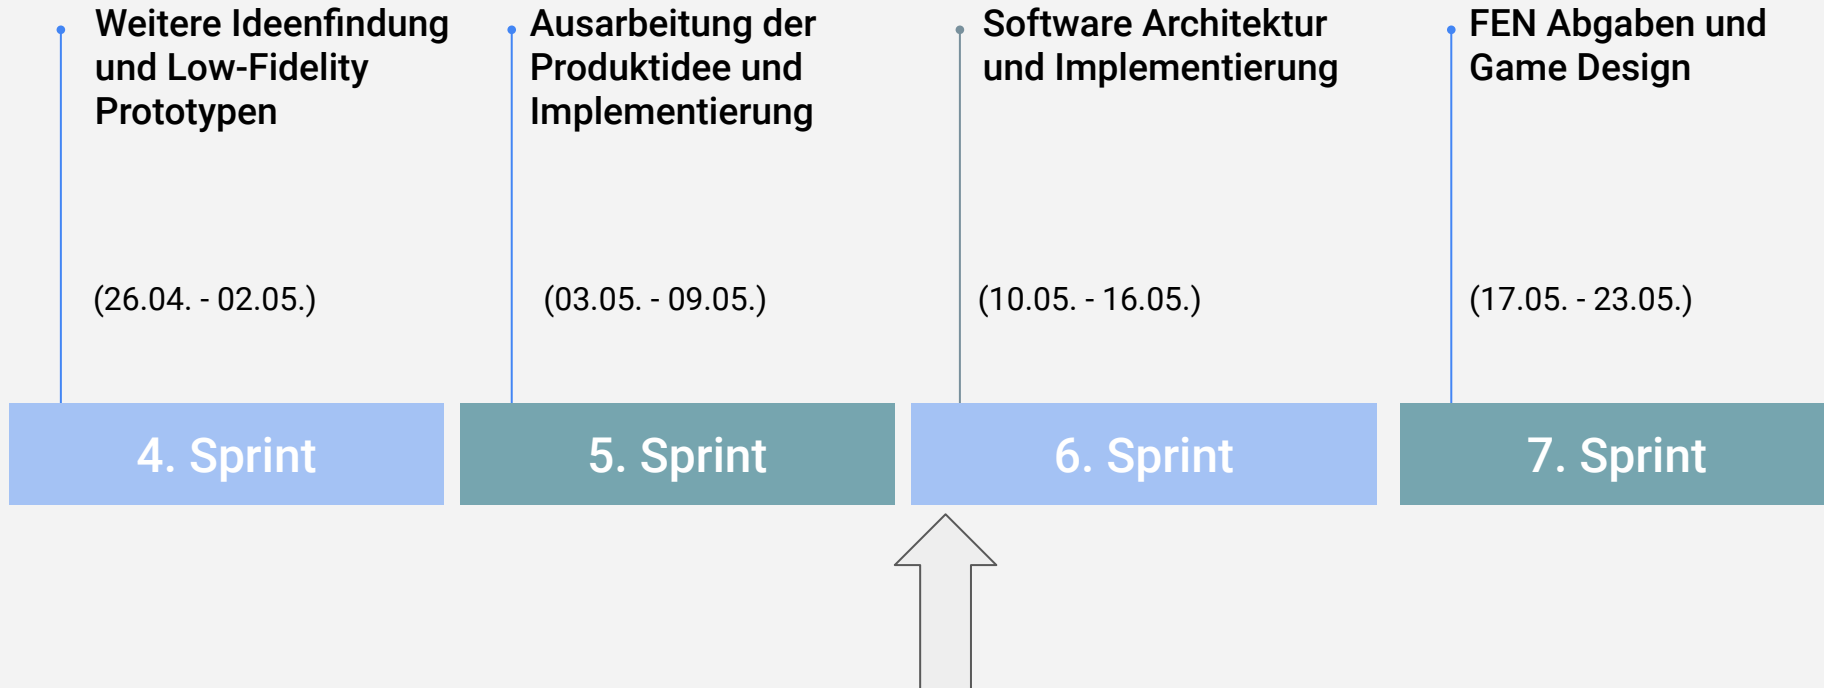 Weitere Ideenfindung
und Low-Fidelity
Prototypen
(26.04. - 02.05.)
4. Sprint
Ausarbeitung der
Produktidee und
Implementierung
(03.05. - 09.05.)
5. Sprint
Software Architektur
und Implementierung
(10.05. - 16.05.)
6. Sprint
FEN Abgaben und
Game Design
(17.05. - 23.05.)
7. Sprint